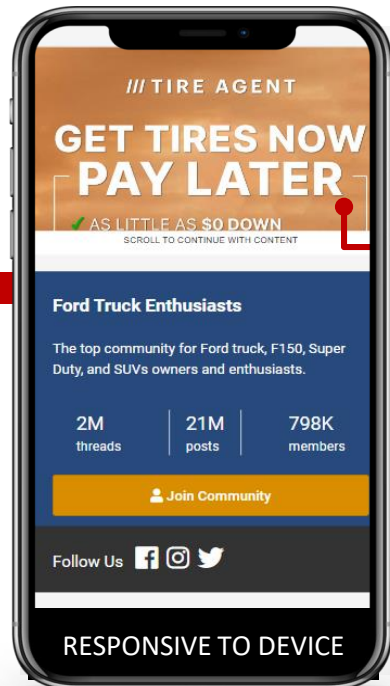 /// TIRE AGENT
GET TIRES NOW
PAY LATER
✓ AS LITTLE AS $0 DOWN
SCROLL TO CONTINUE WITH CONTENT
Ford Truck Enthusiasts
The top community for Ford truck, F150, Super
Duty, and SUVs owners and enthusiasts.
2M 21M 798K
threads posts members
Join Community
Follow Us
RESPONSIVE TO DEVICE